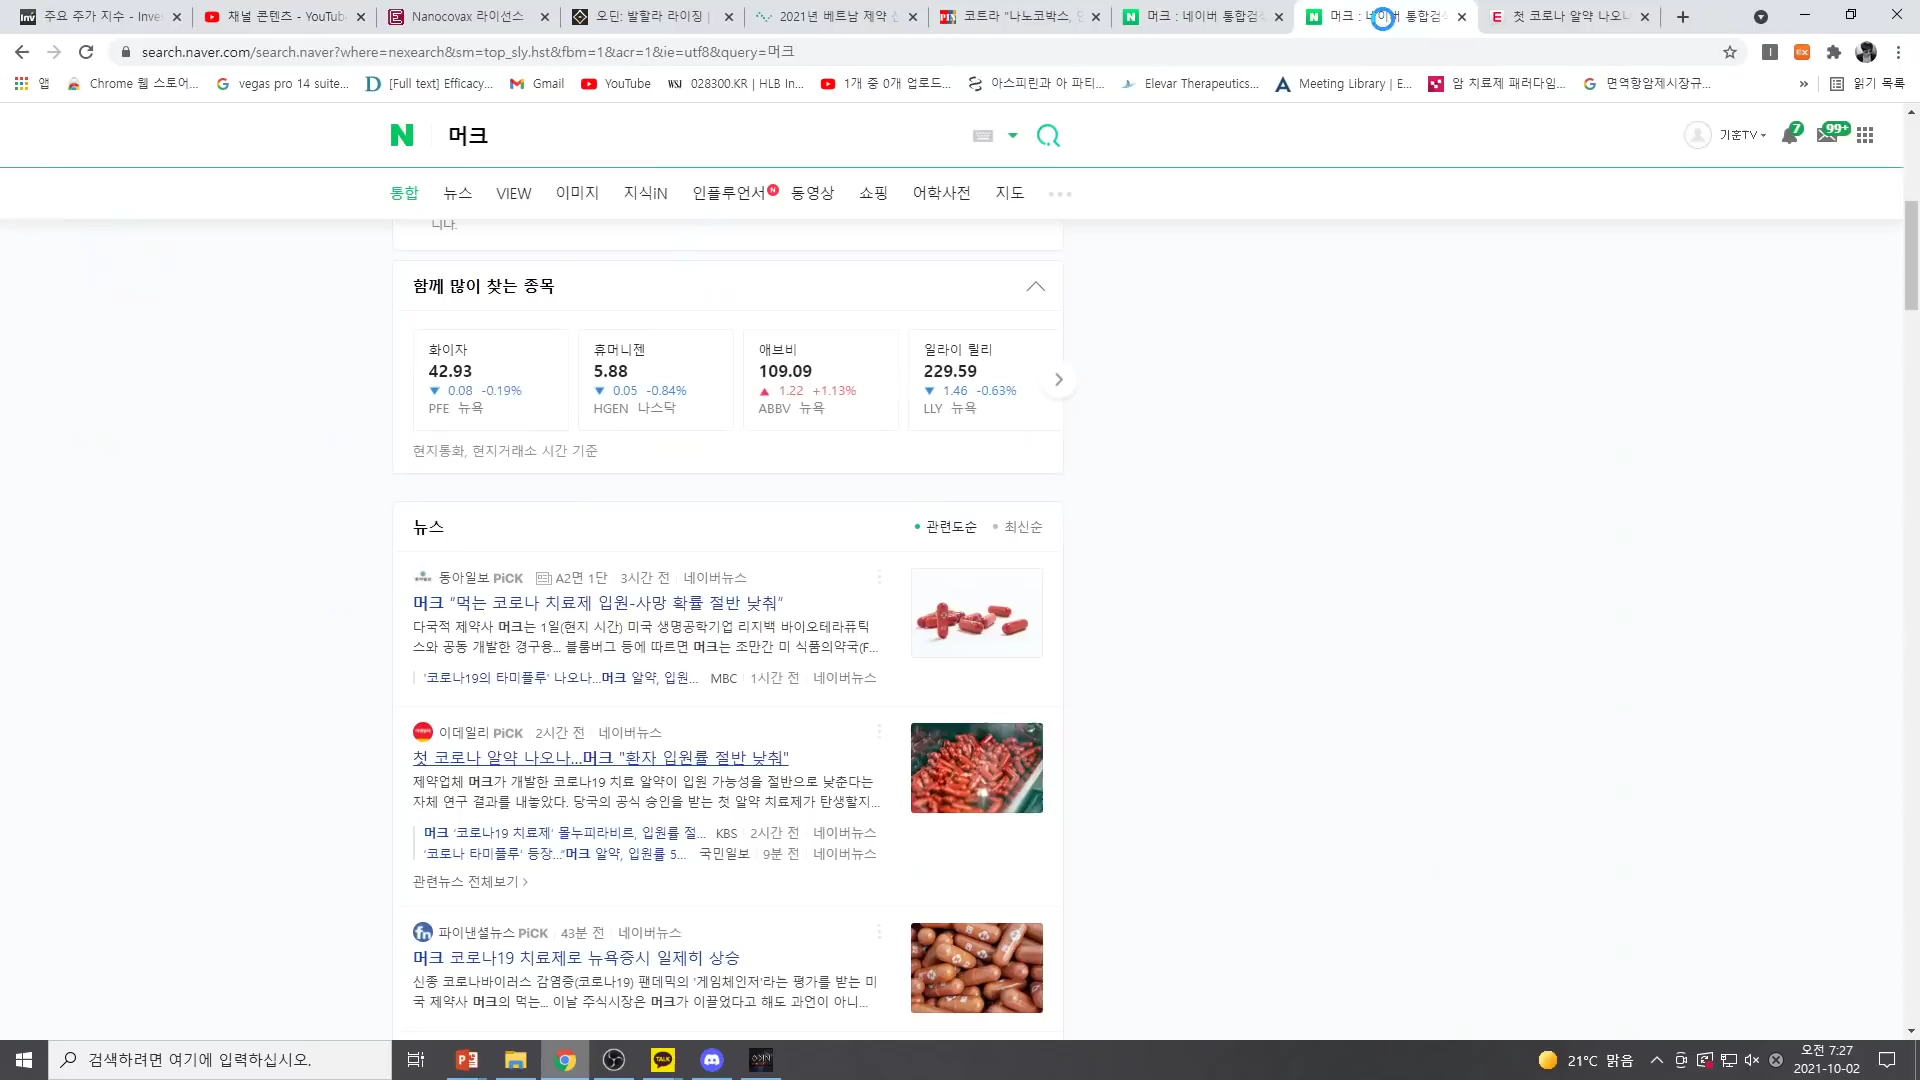 주요 주가 지수 - Inve
채널 콘텐츠 - YouTube
Nanocovax 라이선스
오딘: 발할라 라이징 |
2021년 베트남 제약 산
코트라 "나노코박스, 인
머크 : 네이버 통합검색
머크 : 네이버 통합검색
첫 코로나 알약 나오나
search.naver.com/search.naver?where=nexearch&sm=top_sly.hst&fbm=1&acr=1&ie=utf8&query=머크
앱
Chrome 웹 스토어...
vegas pro 14 suite...
[Full text] Efficacy...
Gmail
YouTube
028300.KR | HLB In...
1개 중 0개 업로드...
아스피린과 아 파티...
Elevar Therapeutics...
Meeting Library | E...
암 치료제 패러다임...
면역항암제시장규...
»
읽기 목록
N 머크
기훈TV
7
99+
통합 뉴스 VIEW 이미지 지식iN 인플루언서 N 동영상 쇼핑 어학사전 지도
니다.
함께 많이 찾는 종목
화이자
42.93
▼ 0.08 -0.19%
PFE 뉴욕
휴머니젠
5.88
▼ 0.05 -0.84%
HGEN 나스닥
애브비
109.09
▲ 1.22 +1.13%
ABBV 뉴욕
일라이 릴리
229.59
▼ 1.46 -0.63%
LLY 뉴욕
현지통화, 현지거래소 시간 기준
뉴스
관련도순 최신순
동아일보 PiCK A2면 1단 3시간 전 네이버뉴스
머크 “먹는 코로나 치료제 입원-사망 확률 절반 낮춰”
다국적 제약사 머크는 1일(현지 시간) 미국 생명공학기업 리지백 바이오테라퓨틱
스와 공동 개발한 경구용... 블룸버그 등에 따르면 머크는 조만간 미 식품의약국(F...
'코로나19의 타미플루' 나오나...머크 알약, 입원... MBC 1시간 전 네이버뉴스
이데일리 PiCK 2시간 전 네이버뉴스
첫 코로나 알약 나오나...머크 "환자 입원률 절반 낮춰"
제약업체 머크가 개발한 코로나19 치료 알약이 입원 가능성을 절반으로 낮춘다는
자체 연구 결과를 내놓았다. 당국의 공식 승인을 받는 첫 알약 치료제가 탄생할지...
머크 ‘코로나19 치료제’ 몰누피라비르, 입원률 절... KBS 2시간 전 네이버뉴스
‘코로나 타미플루’ 등장...“머크 알약, 입원률 5... 국민일보 9분 전 네이버뉴스
관련뉴스 전체보기 >
fn 파이낸셜뉴스 PiCK 43분 전 네이버뉴스
머크 코로나19 치료제로 뉴욕증시 일제히 상승
신종 코로나바이러스 감염증(코로나19) 팬데믹의 '게임체인저'라는 평가를 받는 미
국 제약사 머크의 먹는... 이날 주식시장은 머크가 이끌었다고 해도 과언이 아니...
검색하려면 여기에 입력하십시오.
TALK
21°C 맑음
오전 7:27
2021-10-02